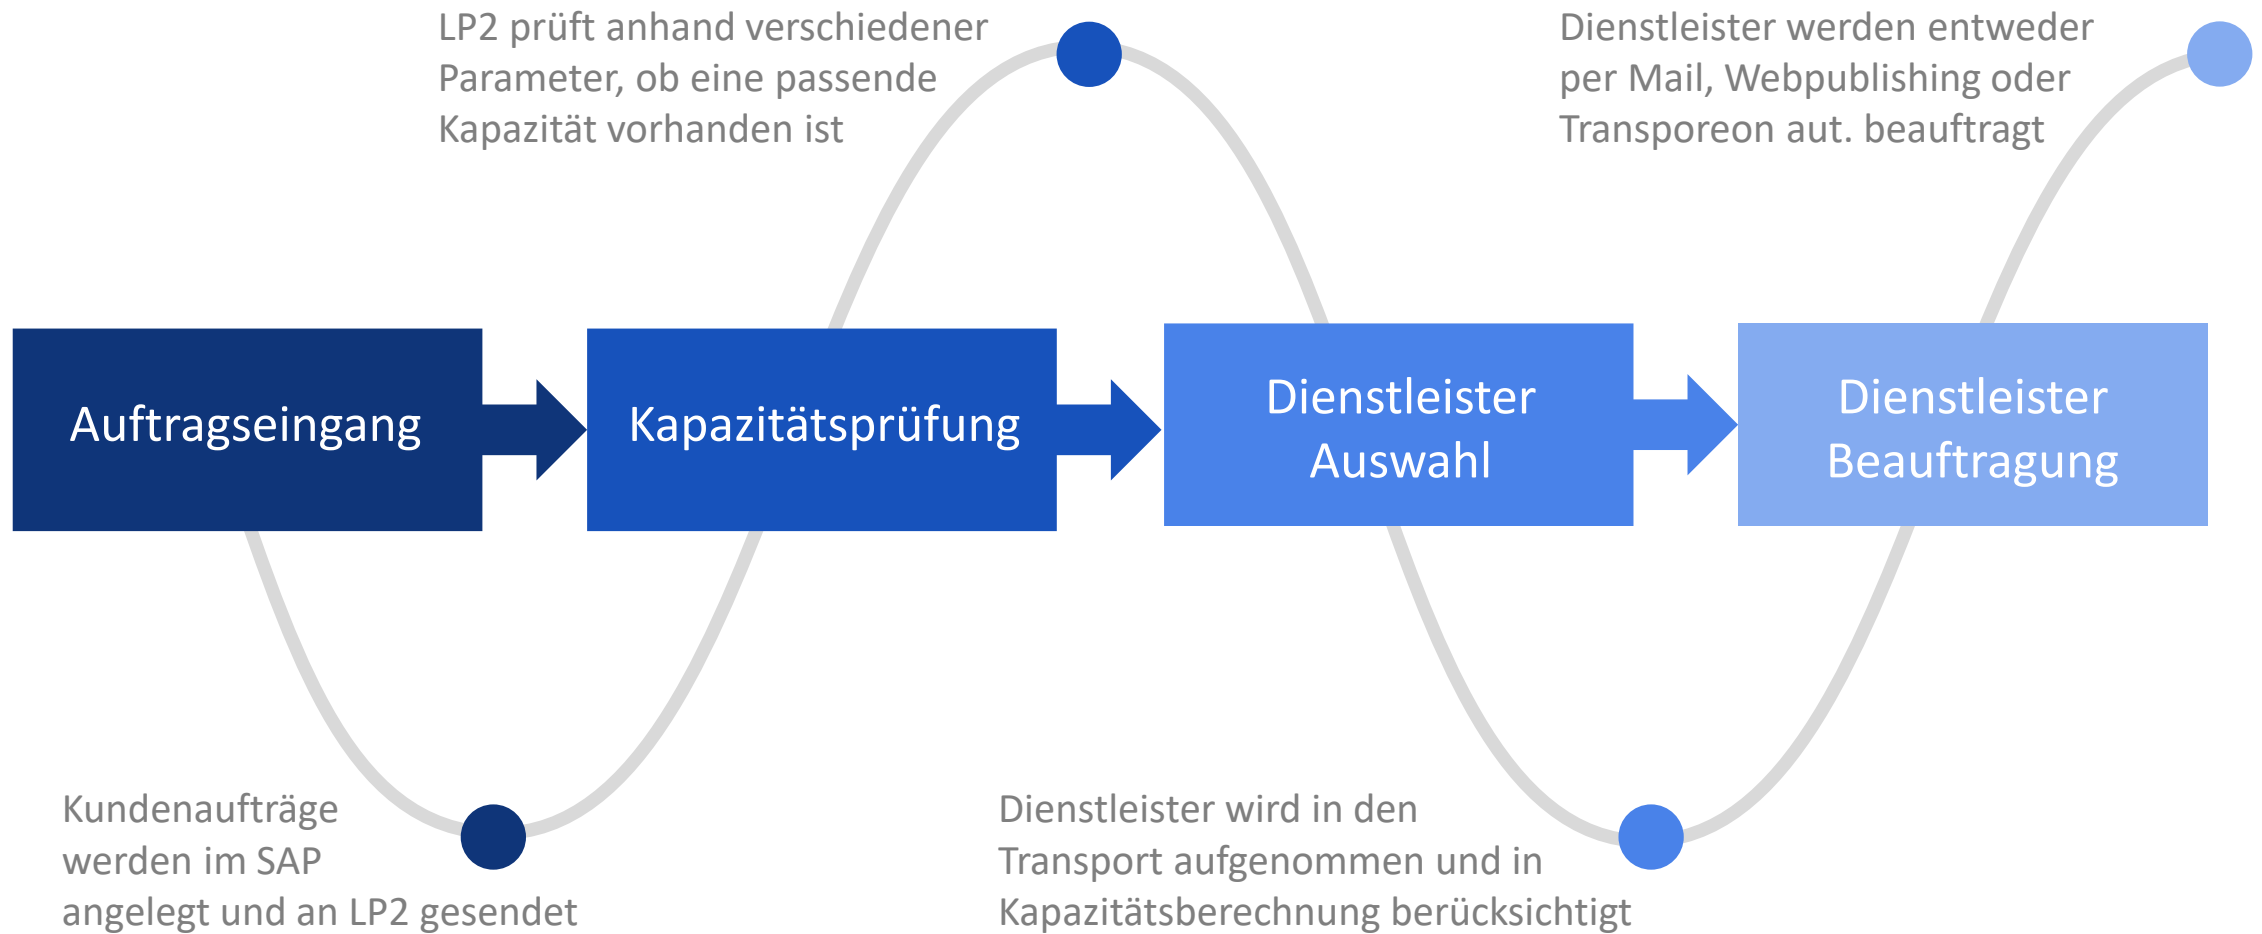 LP2 prüft anhand verschiedener
Parameter, ob eine passende
Kapazität vorhanden ist
Dienstleister werden entweder
per Mail, Webpublishing oder
Transporeon aut. beauftragt
Auftragseingang
Kapazitätsprüfung
Dienstleister
Auswahl
Dienstleister
Beauftragung
Kundenaufträge
werden im SAP
angelegt und an LP2 gesendet
Dienstleister wird in den
Transport aufgenommen und in
Kapazitätsberechnung berücksichtigt